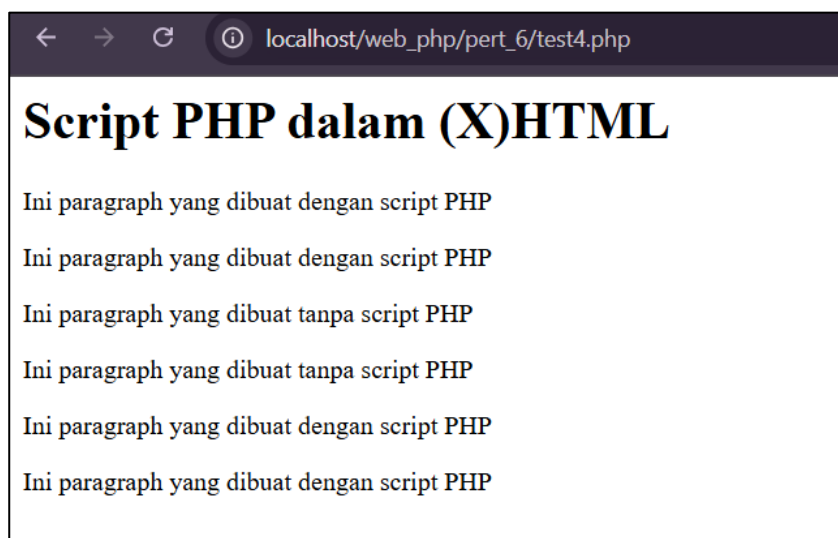 localhost/web_php/pert_6/test4.php
Script PHP dalam (X)HTML
Ini paragraph yang dibuat dengan script PHP
Ini paragraph yang dibuat dengan script PHP
Ini paragraph yang dibuat tanpa script PHP
Ini paragraph yang dibuat tanpa script PHP
Ini paragraph yang dibuat dengan script PHP
Ini paragraph yang dibuat dengan script PHP